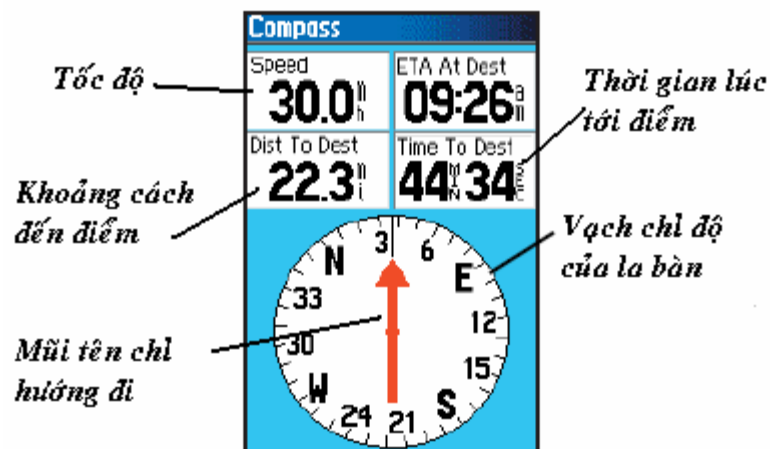 Compass
Tốc độ
Speed
30.0 m h
ETA At Dest
09:26 a m
Thời gian lúc
tới điểm
Dist To Dest
22.3 m i
Time To Dest
44 MIN 34 SEC
Khoảng cách
đến điểm
Vạch chỉ độ
của la bàn
N 3 6 E
33 12
30 15
W 24 21 S
Mũi tên chỉ
hướng đi